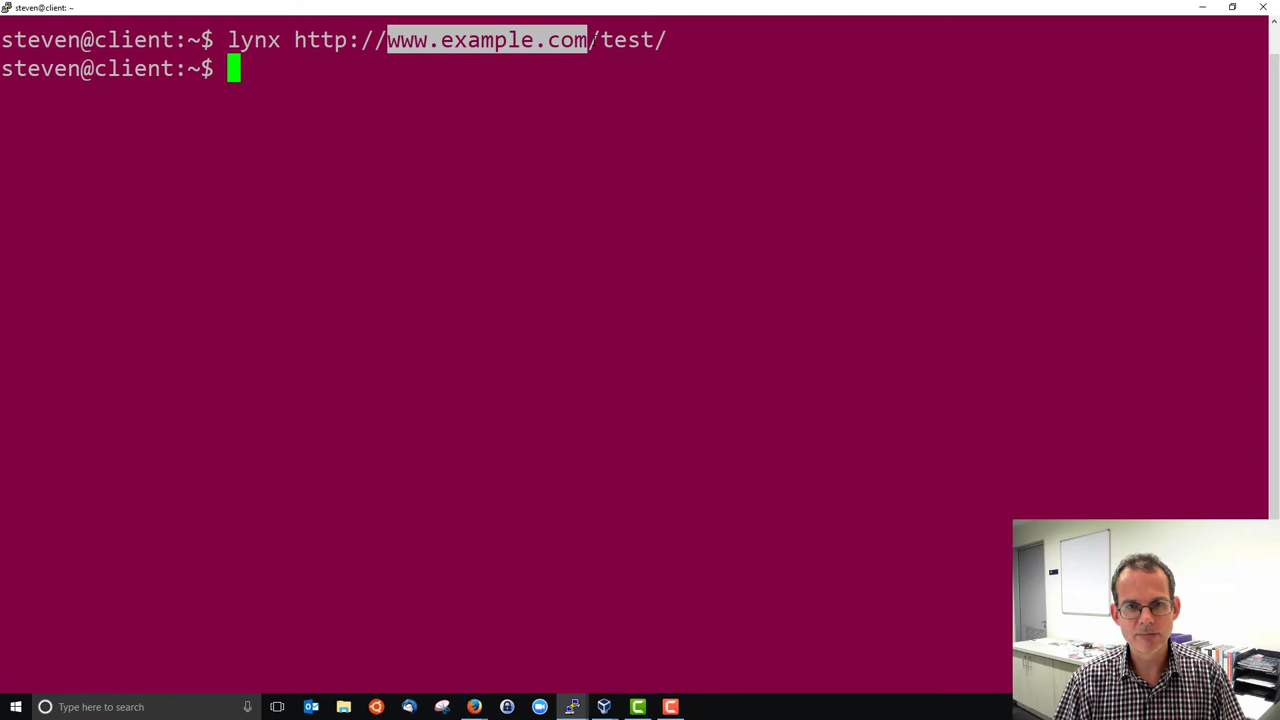 steven@client: ~
steven@client:~$ lynx http://www.example.com/test/
steven@client:~$
Type here to search